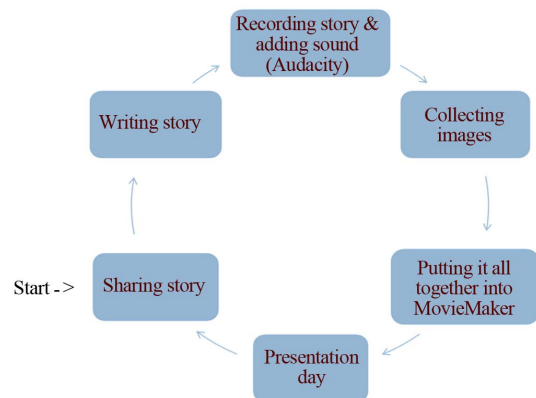 Recording story &
adding sound
(Audacity)
Writing story
Collecting
images
Start - >
Sharing story
Putting it all
together into
MovieMaker
Presentation
day